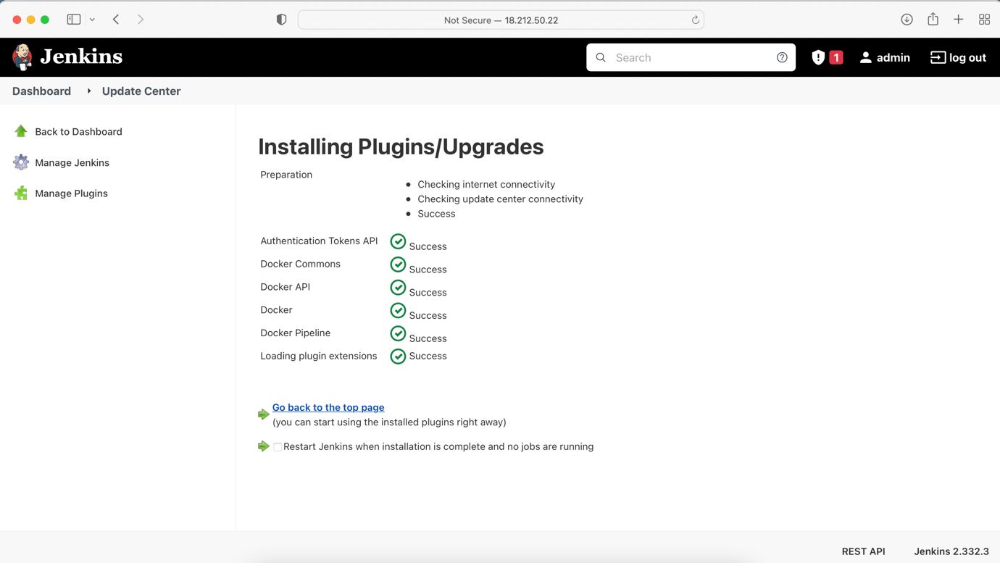 Not Secure — 18.212.50.22
Jenkins
Search
1
admin
log out
Dashboard
Update Center
Back to Dashboard
Manage Jenkins
Manage Plugins
Installing Plugins/Upgrades
Preparation
Checking internet connectivity
Checking update center connectivity
Success
Authentication Tokens API Success
Docker Commons Success
Docker API Success
Docker Success
Docker Pipeline Success
Loading plugin extensions Success
Go back to the top page
(you can start using the installed plugins right away)
Restart Jenkins when installation is complete and no jobs are running
REST API
Jenkins 2.332.3